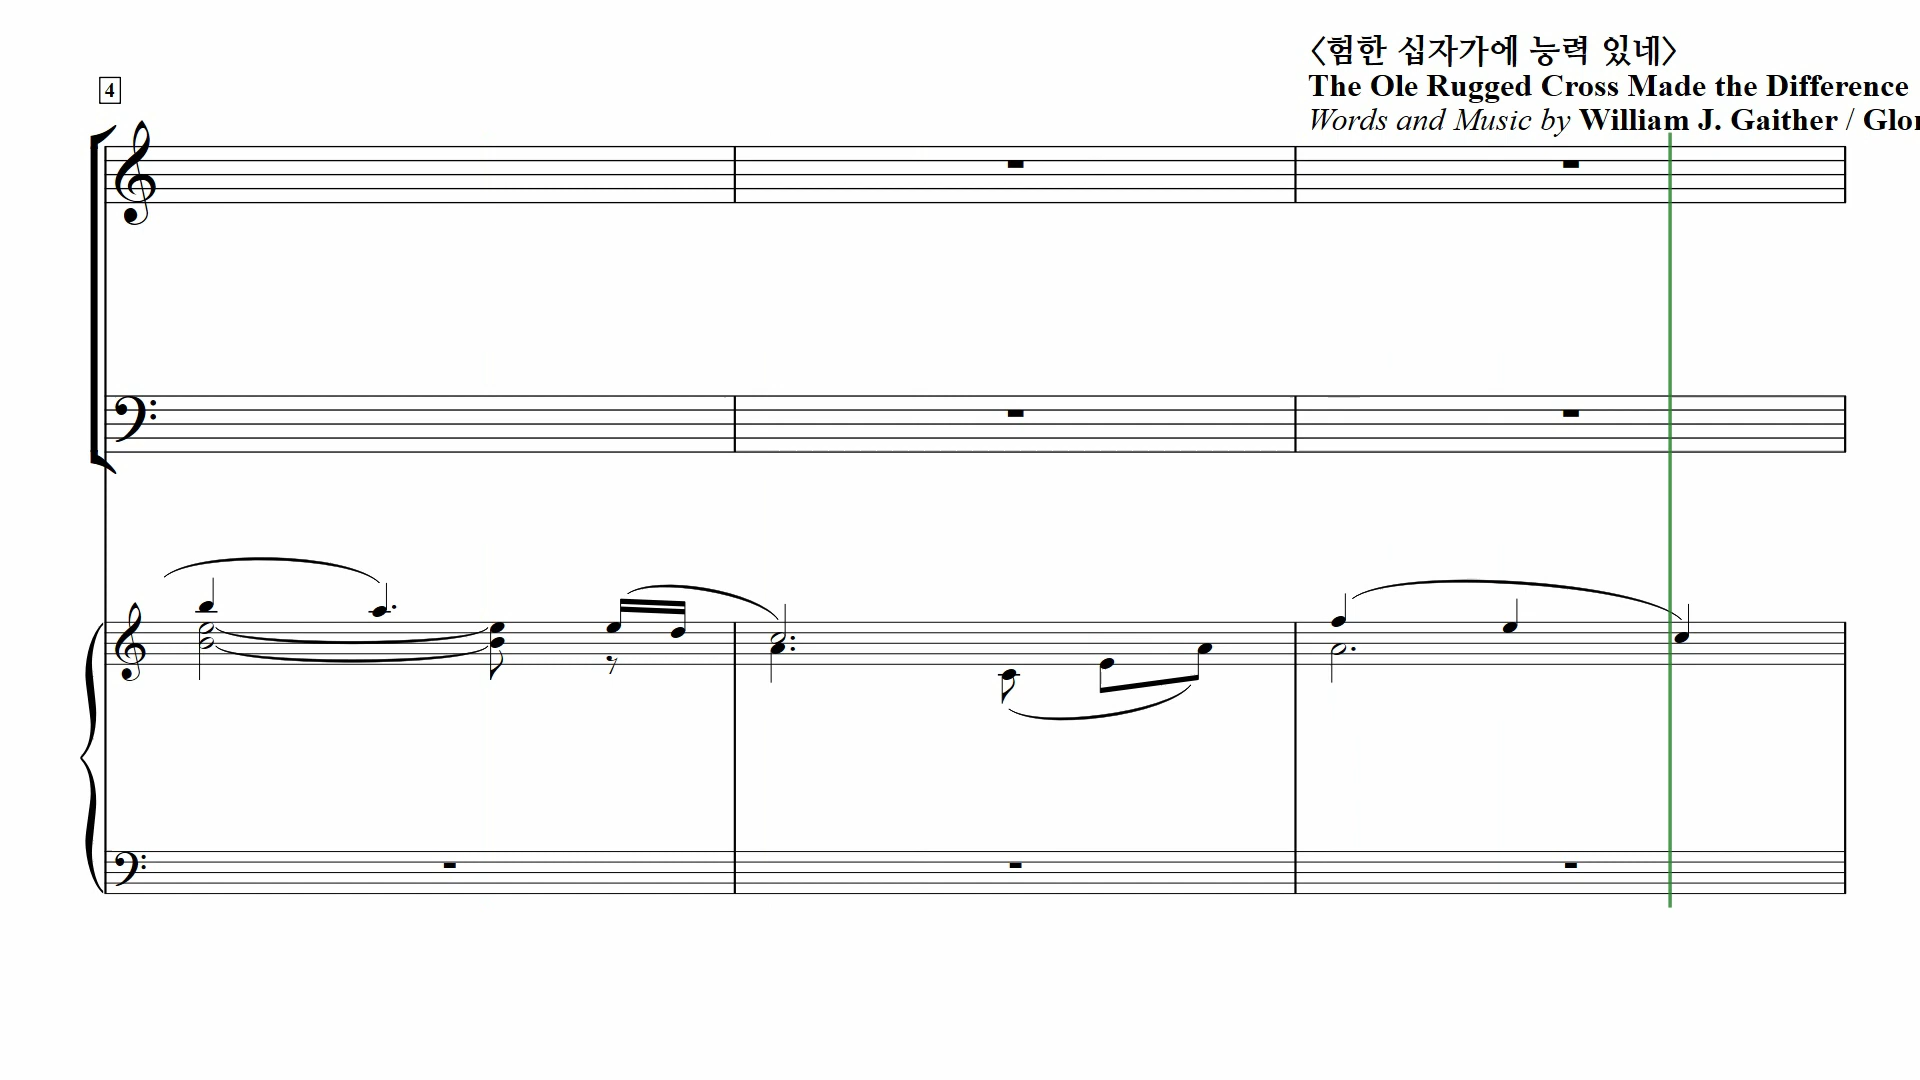 4
<험한 십자가에 능력 있네>
The Ole Rugged Cross Made the Difference
Words and Music by William J. Gaither / Glor